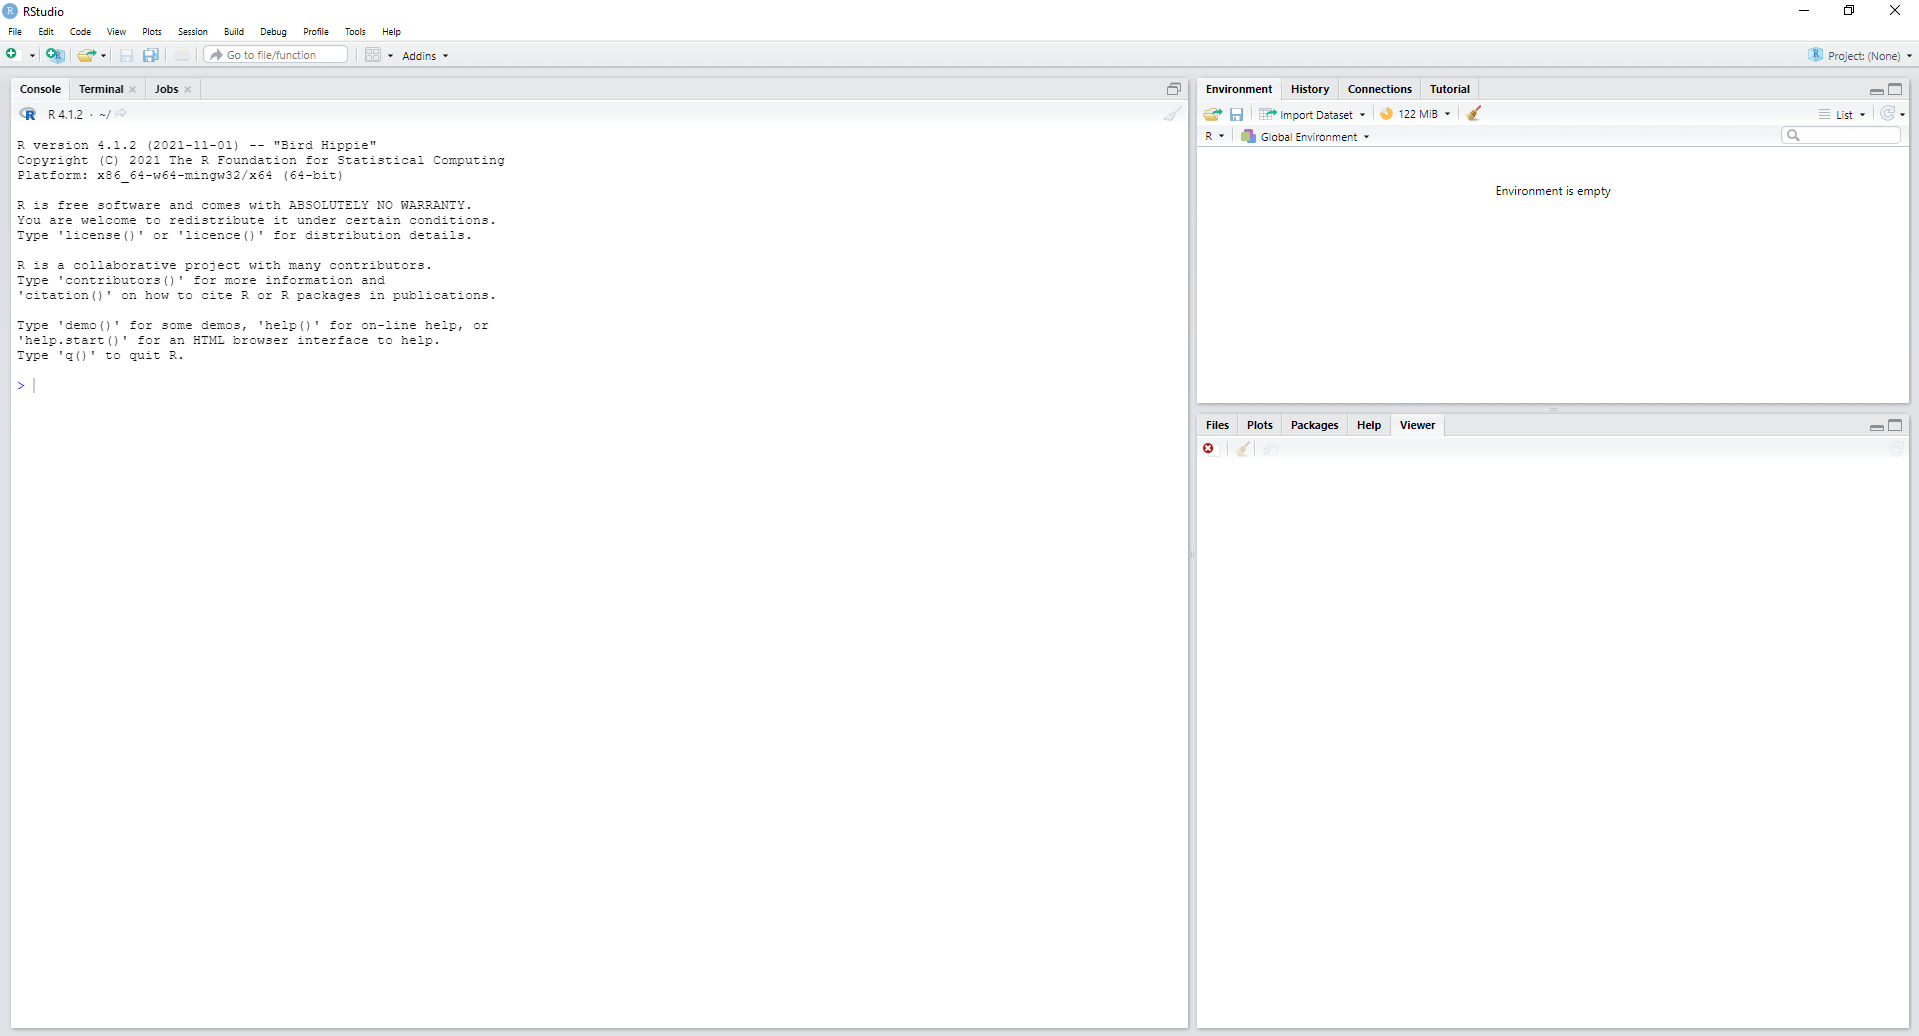 RStudio
File Edit Code View Plots Session Build Debug Profile Tools Help
Go to file/function Addins Project: (None)
Console Terminal Jobs
R 4.1.2 · ~/
R version 4.1.2 (2021-11-01) -- "Bird Hippie"
Copyright (C) 2021 The R Foundation for Statistical Computing
Platform: x86_64-w64-mingw32/x64 (64-bit)
R is free software and comes with ABSOLUTELY NO WARRANTY.
You are welcome to redistribute it under certain conditions.
Type 'license()' or 'licence()' for distribution details.
R is a collaborative project with many contributors.
Type 'contributors()' for more information and
'citation()' on how to cite R or R packages in publications.
Type 'demo()' for some demos, 'help()' for on-line help, or
'help.start()' for an HTML browser interface to help.
Type 'q()' to quit R.
>
Environment History Connections Tutorial
Import Dataset 122 MiB List
R Global Environment
Environment is empty
Files Plots Packages Help Viewer